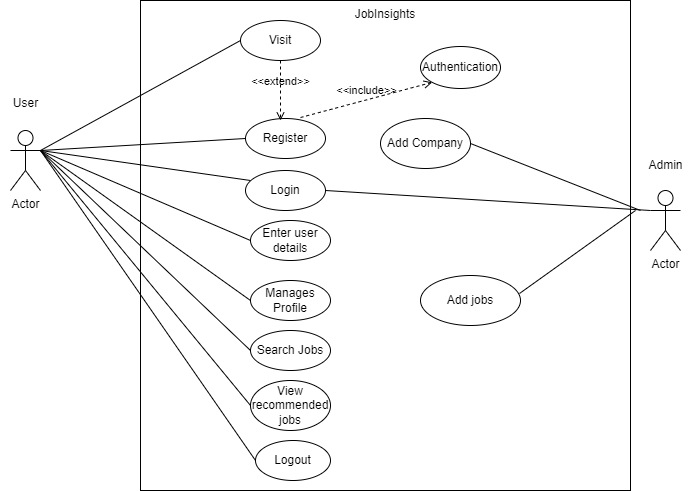 JobInsights
Visit
<<extend>>
Authentication
<<include>>
User
Register
Add Company
Admin
Login
Actor
Enter user
details
Actor
Manages
Profile
Add jobs
Search Jobs
View
recommended
jobs
Logout